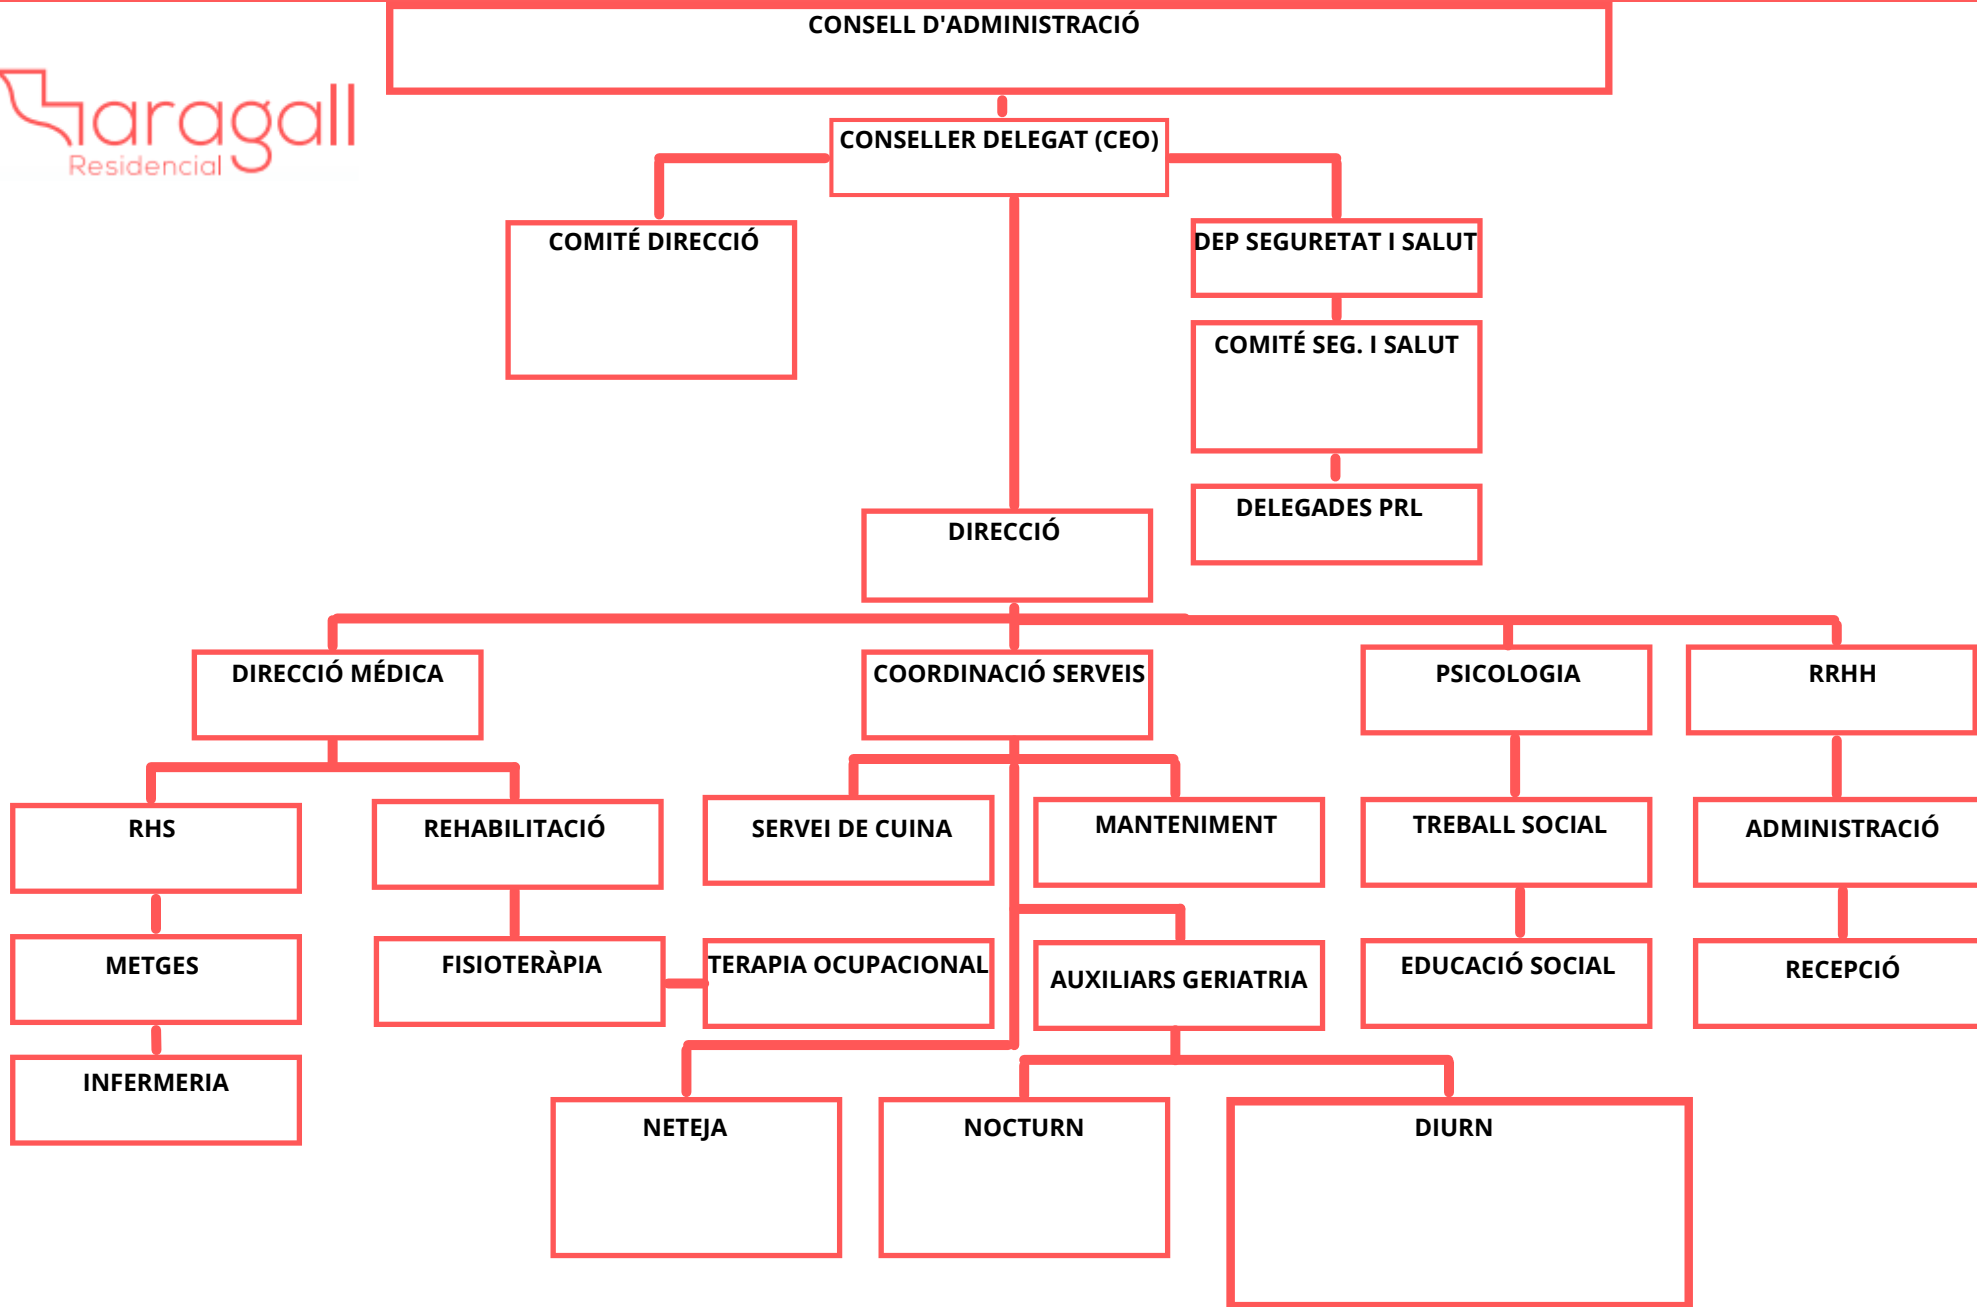 CONSELL D'ADMINISTRACIÓ
aragall
Residencial
CONSELLER DELEGAT (CEO)
COMITÉ DIRECCIÓ
DEP SEGURETAT I SALUT
COMITÉ SEG. I SALUT
DELEGADES PRL
DIRECCIÓ
DIRECCIÓ MÉDICA
COORDINACIÓ SERVEIS
PSICOLOGIA
RRHH
RHS
REHABILITACIÓ
SERVEI DE CUINA
MANTENIMENT
TREBALL SOCIAL
ADMINISTRACIÓ
METGES
FISIOTERÀPIA
TERAPIA OCUPACIONAL
AUXILIARS GERIATRIA
EDUCACIÓ SOCIAL
RECEPCIÓ
INFERMERIA
NETEJA
NOCTURN
DIURN